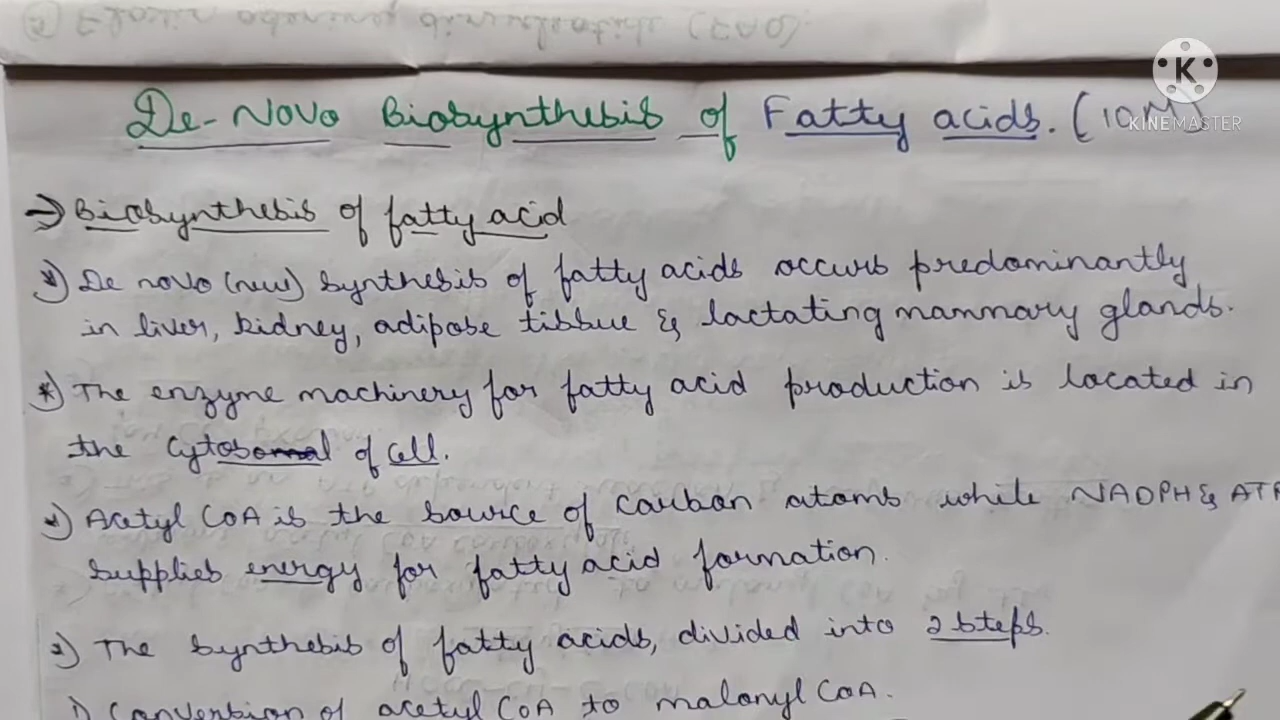 De-Novo Biosynthesis of Fatty acids. (10M)
K
KINEMASTER
→ Biosynthesis of fatty acid
*) De novo (new) synthesis of fatty acids occurs predominantly
in liver, kidney, adipose tissue & lactating mammary glands.
*) The enzyme machinery for fatty acid production is located in
the of cell.
*) Acetyl CoA is the source of carbon atoms while NADPH & ATP
supplies energy for fatty acid formation.
*) The synthesis of fatty acids, divided into 2 steps.
1) Conversion of acetyl CoA to malonyl CoA.